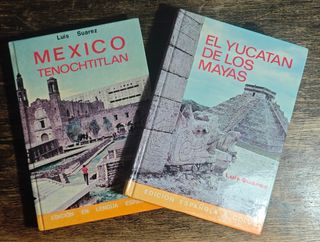 Luis Suarez
MEXICO
TENOCHTITLAN
EDICION EN LENGUA
EL YUCATAN
DE LOS
MAYAS
Luis Suarez
EDICION ESPAÑOLA A